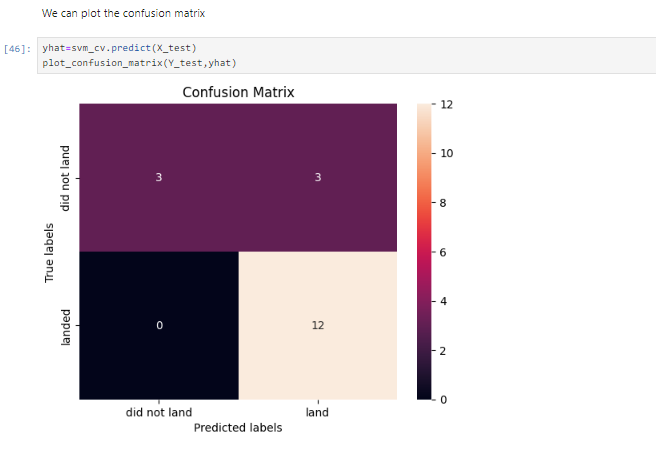 We can plot the confusion matrix
[46]: yhat=svm_cv.predict(X_test)
plot_confusion_matrix(Y_test,yhat)
Confusion Matrix
True labels
did not land
landed
3 3
0 12
did not land land
Predicted labels
12
10
8
6
4
2
0